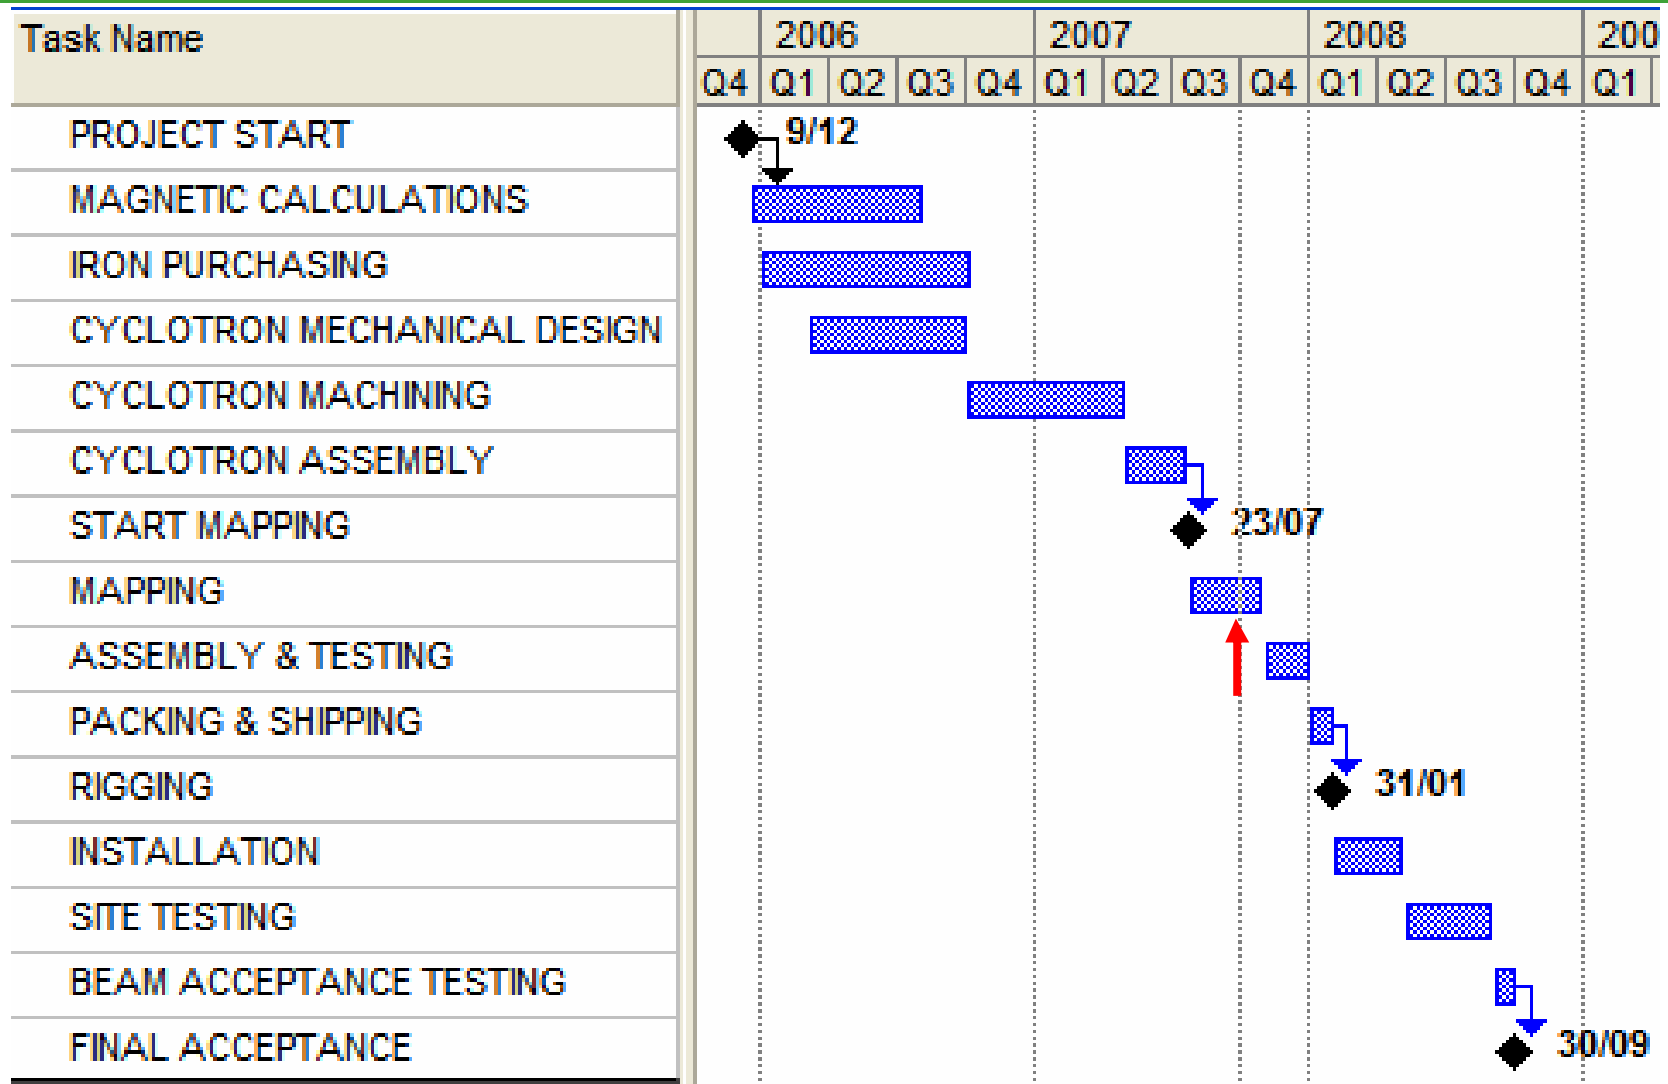 Task Name
2006 2007 2008 200
Q4 Q1 Q2 Q3 Q4 Q1 Q2 Q3 Q4 Q1 Q2 Q3 Q4 Q1
PROJECT START 9/12
MAGNETIC CALCULATIONS
IRON PURCHASING
CYCLOTRON MECHANICAL DESIGN
CYCLOTRON MACHINING
CYCLOTRON ASSEMBLY
START MAPPING 23/07
MAPPING
ASSEMBLY & TESTING
PACKING & SHIPPING
RIGGING 31/01
INSTALLATION
SITE TESTING
BEAM ACCEPTANCE TESTING
FINAL ACCEPTANCE 30/09